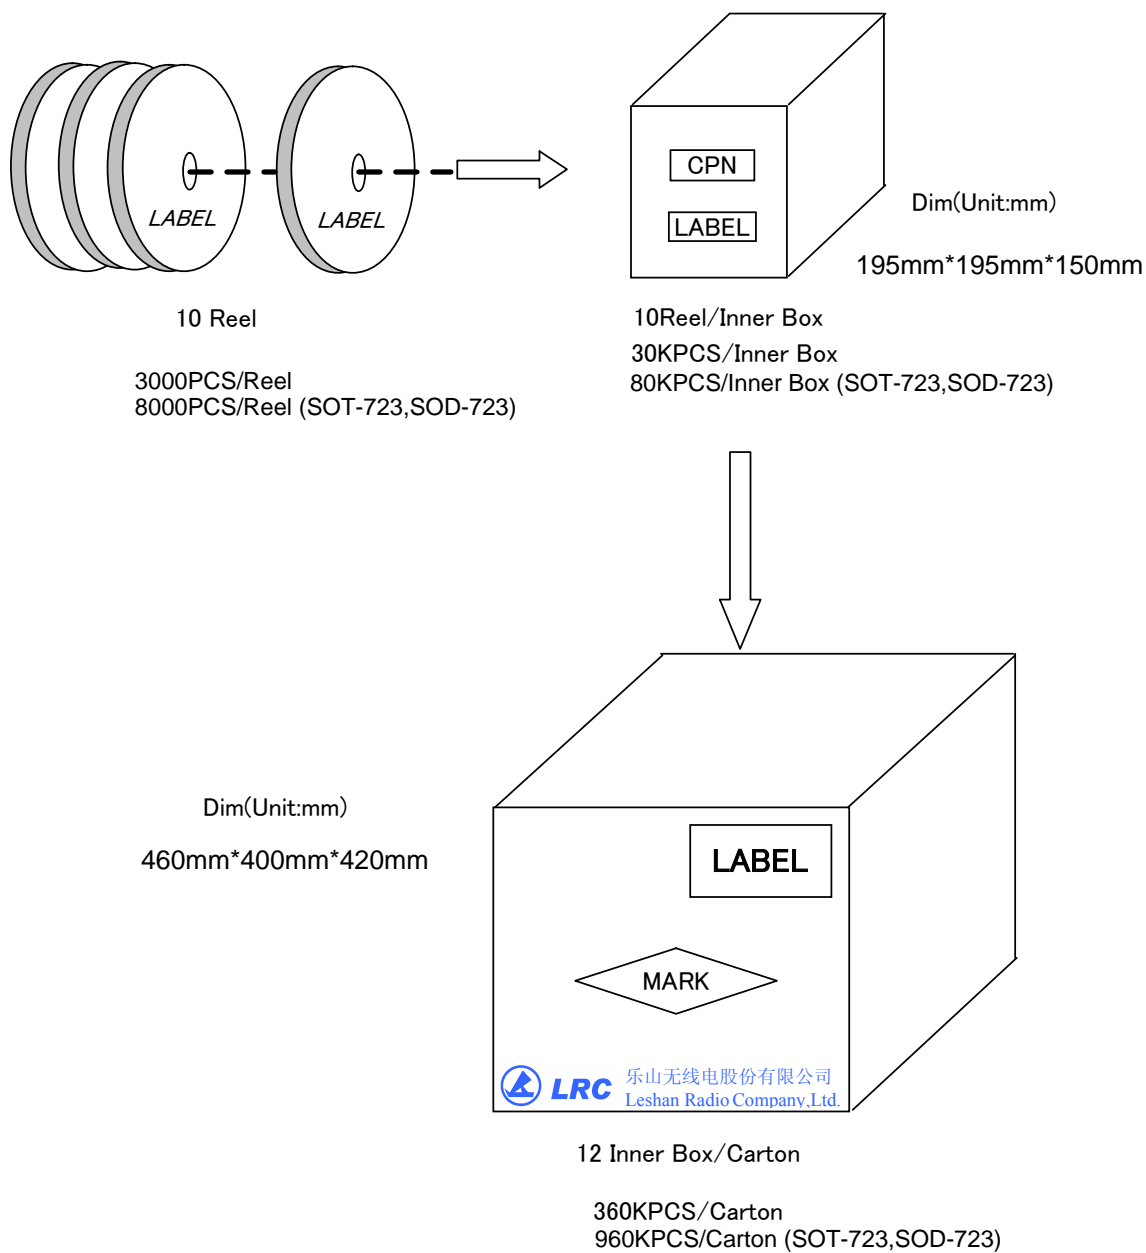 LABEL
LABEL
10 Reel
3000PCS/Reel
8000PCS/Reel (SOT-723,SOD-723)
CPN
LABEL
Dim(Unit:mm)
195mm*195mm*150mm
10Reel/Inner Box
30KPCS/Inner Box
80KPCS/Inner Box (SOT-723,SOD-723)
Dim(Unit:mm)
460mm*400mm*420mm
LABEL
MARK
LRC
乐山无线电股份有限公司
Leshan Radio Company,Ltd.
12 Inner Box/Carton
360KPCS/Carton
960KPCS/Carton (SOT-723,SOD-723)